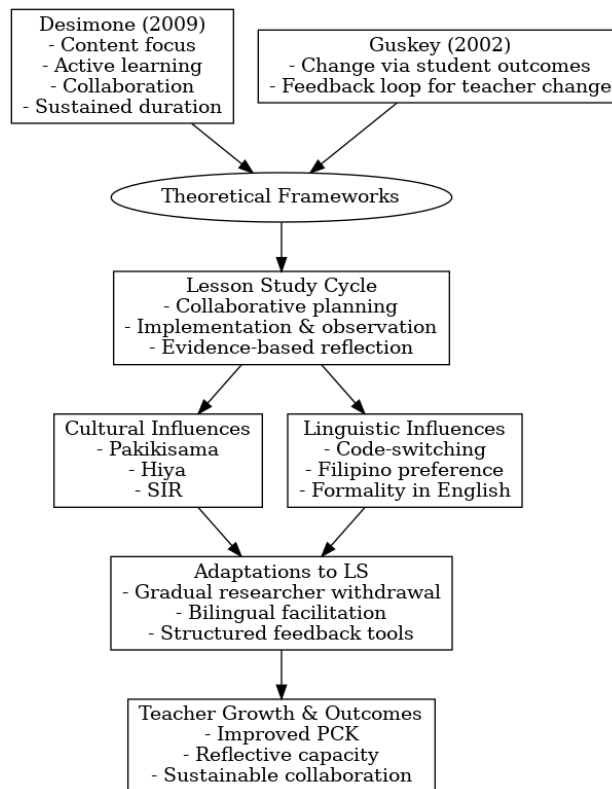 Desimone (2009)
- Content focus
- Active learning
- Collaboration
- Sustained duration
Guskey (2002)
- Change via student outcomes
- Feedback loop for teacher change
Theoretical Frameworks
Lesson Study Cycle
- Collaborative planning
- Implementation & observation
- Evidence-based reflection
Cultural Influences
- Pakikisama
- Hiya
- SIR
Linguistic Influences
- Code-switching
- Filipino preference
- Formality in English
Adaptations to LS
- Gradual researcher withdrawal
- Bilingual facilitation
- Structured feedback tools
Teacher Growth & Outcomes
- Improved PCK
- Reflective capacity
- Sustainable collaboration